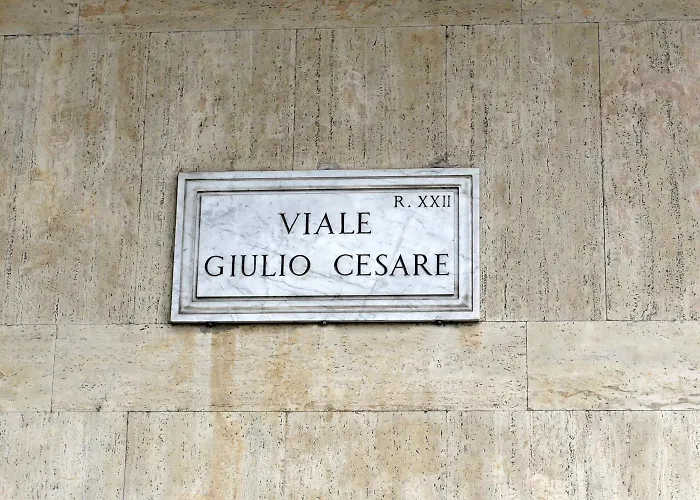 R. XXII
VIALE
GIULIO CESARE